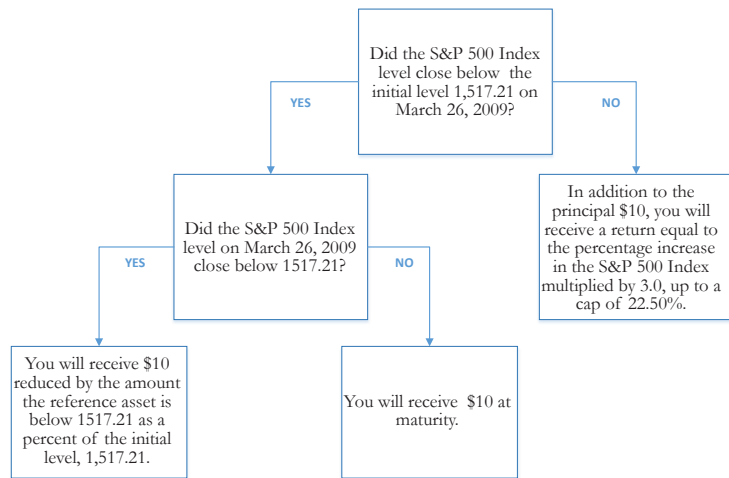 Did the S&P 500 Index
level close below the
initial level 1,517.21 on
March 26, 2009?
YES
NO
Did the S&P 500 Index
level on March 26, 2009
close below 1517.21?
In addition to the
principal $10, you will
receive a return equal to
the percentage increase
in the S&P 500 Index
multiplied by 3.0, up to a
cap of 22.50%.
YES
NO
You will receive $10
reduced by the amount
the reference asset is
below 1517.21 as a
percent of the initial
level, 1,517.21.
You will receive $10 at
maturity.